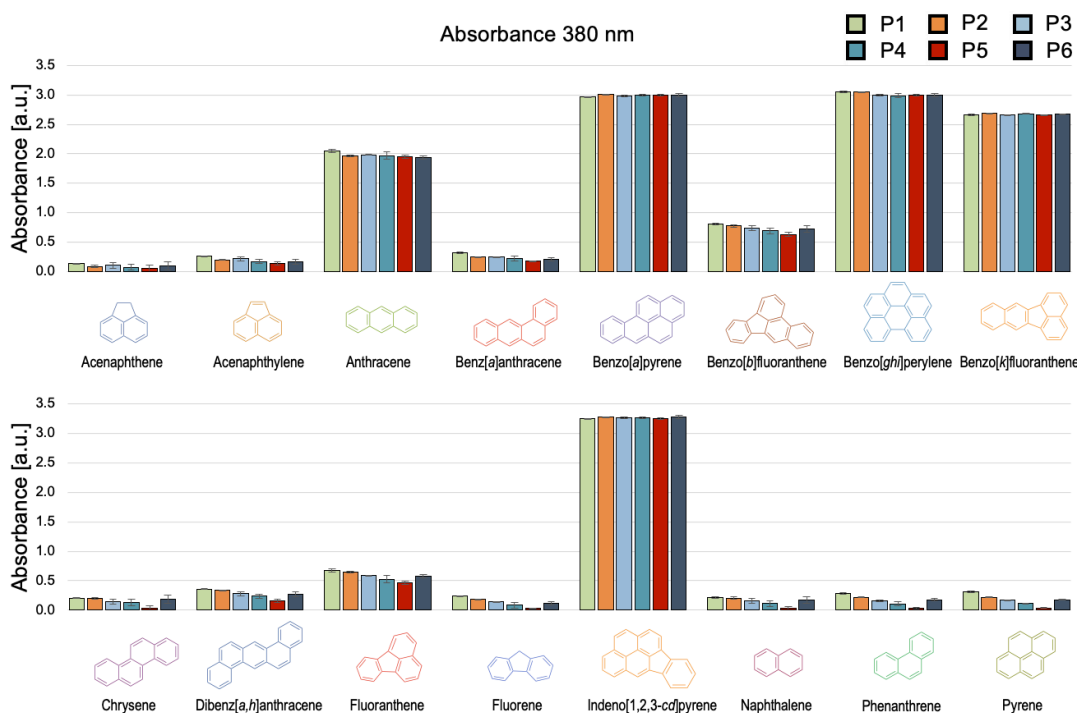 Absorbance 380 nm
P1 P2 P3
P4 P5 P6
Absorbance [a.u.]
3.5
3.0
2.5
2.0
1.5
1.0
0.5
0.0
Acenaphthene Acenaphthylene Anthracene Benz[a]anthracene Benzo[a]pyrene Benzo[b]fluoranthene Benzo[ghi]perylene Benzo[k]fluoranthene
Absorbance [a.u.]
3.5
3.0
2.5
2.0
1.5
1.0
0.5
0.0
Chrysene Dibenz[a,h]anthracene Fluoranthene Fluorene Indeno[1,2,3-cd]pyrene Naphthalene Phenanthrene Pyrene